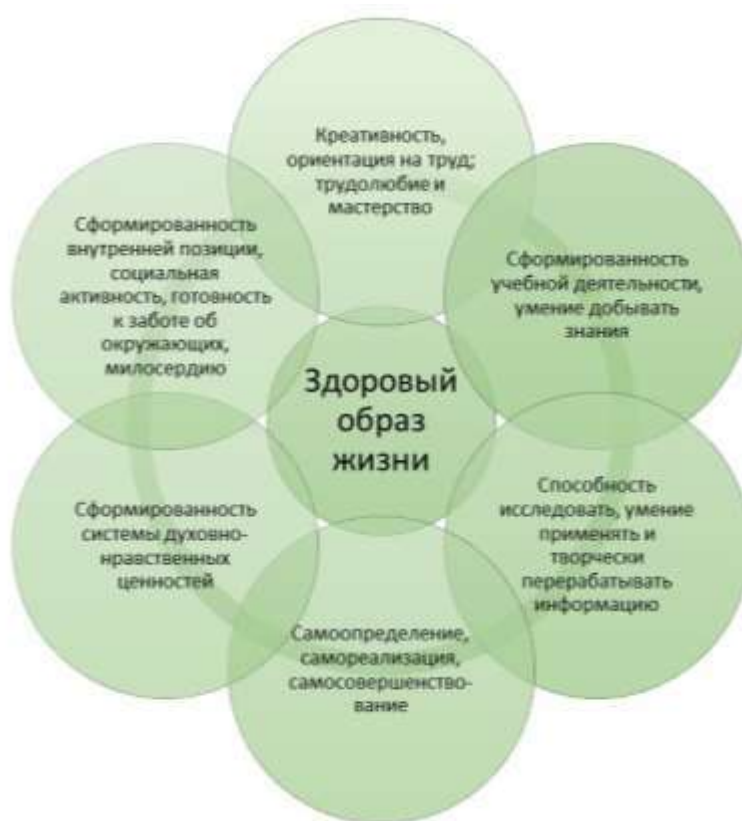 Креативность,
ориентация на труд;
трудолюбие и
мастерство
Сформированность
учебной деятельности,
умение добывать
знания
Способность
исследовать, умение
применять и
творчески
перерабатывать
информацию
Самоопределение,
самореализация,
самосовершенство-
вание
Сформированность
системы духовно-
нравственных
ценностей
Сформированность
внутренней позиции,
социальная
активность, готовность
к заботе об
окружающих,
милосердию
Здоровый
образ
жизни